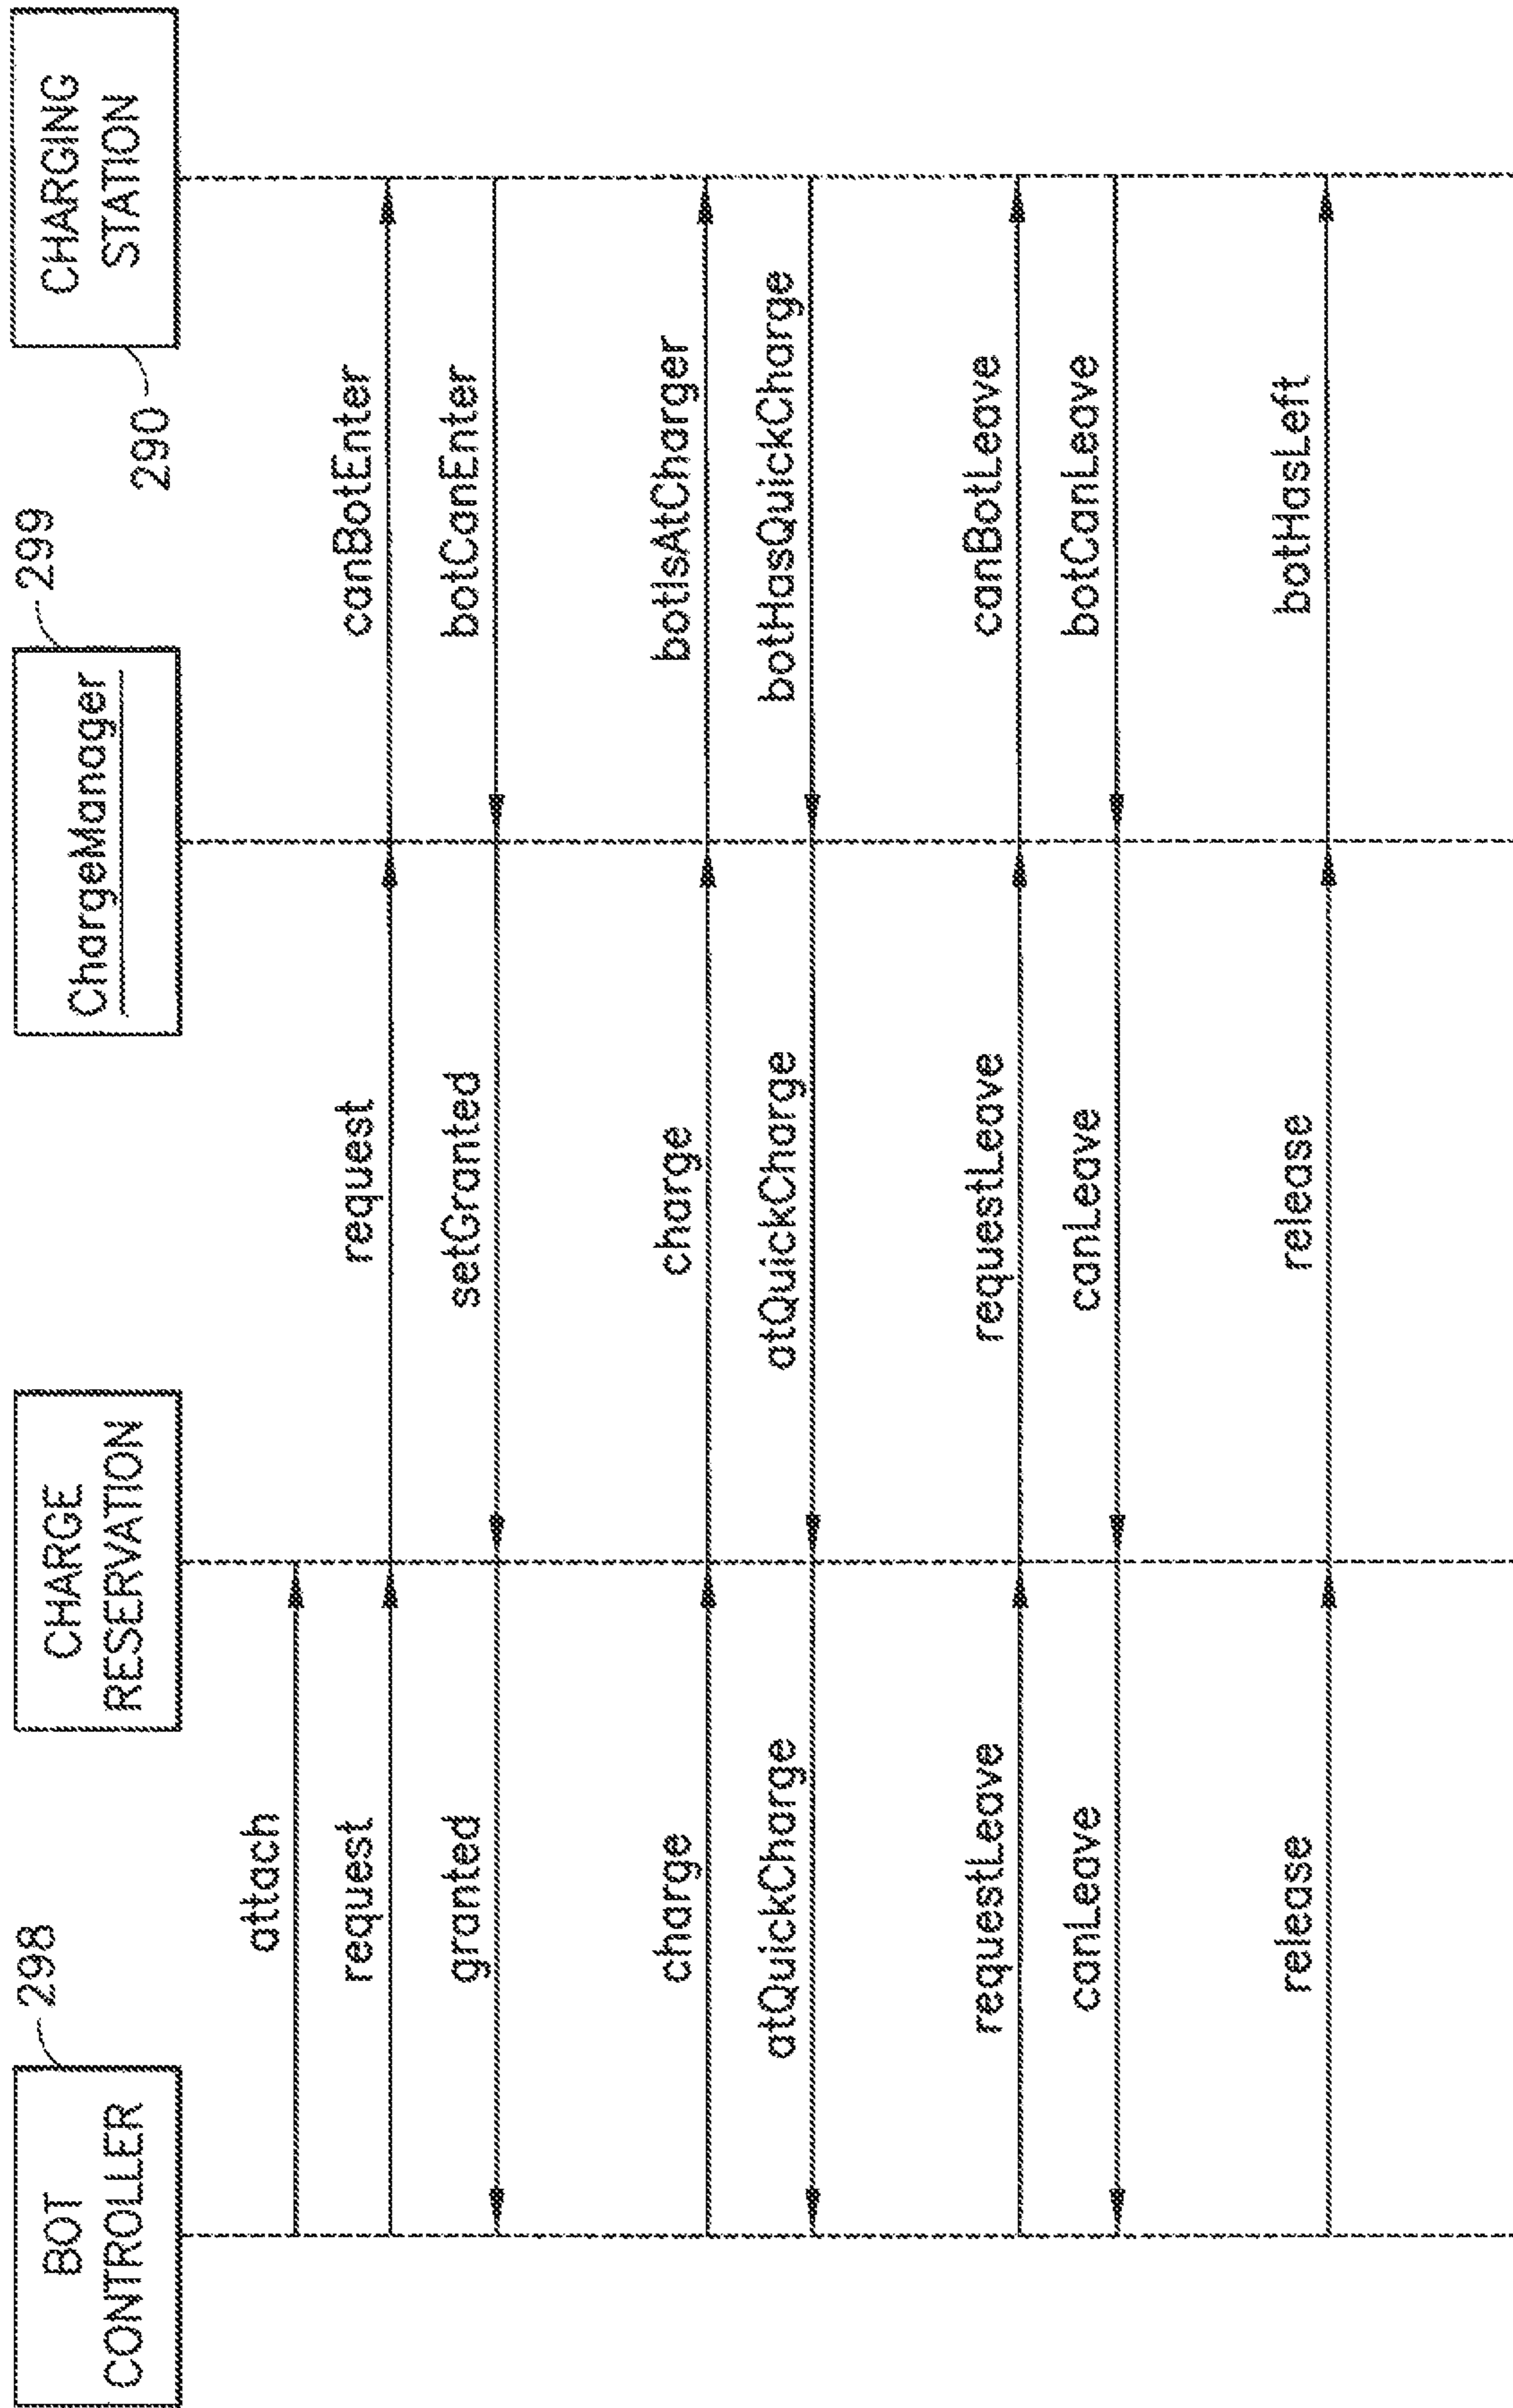 BOT
CONTROLLER
298
CHARGE
RESERVATION
ChargeManager
299
CHARGING
STATION
290
attach
request
request
canBotEnter
granted
setGranted
botCanEnter
charge
charge
botIsAtCharger
atQuickCharge
atQuickCharge
botHasQuickCharge
requestLeave
requestLeave
canBotLeave
canLeave
canLeave
botCanLeave
release
release
botHasLeft